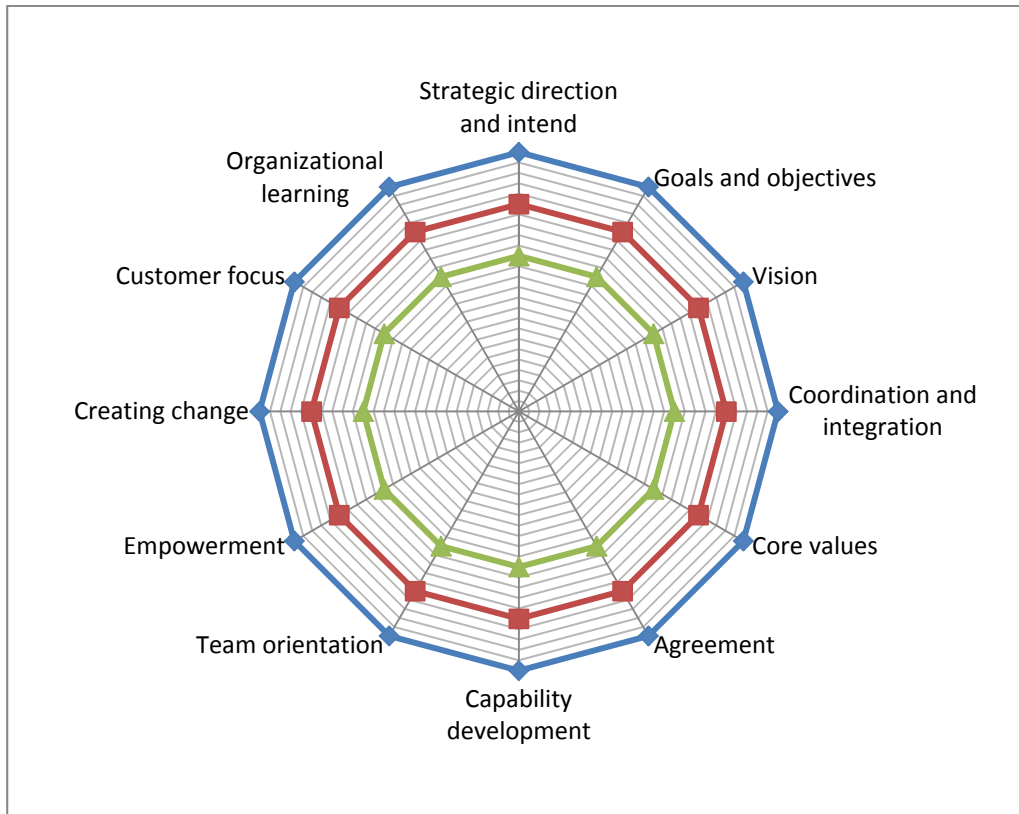 Strategic direction
and intend
Goals and objectives
Vision
Coordination and
integration
Core values
Agreement
Capability
development
Team orientation
Empowerment
Creating change
Customer focus
Organizational
learning